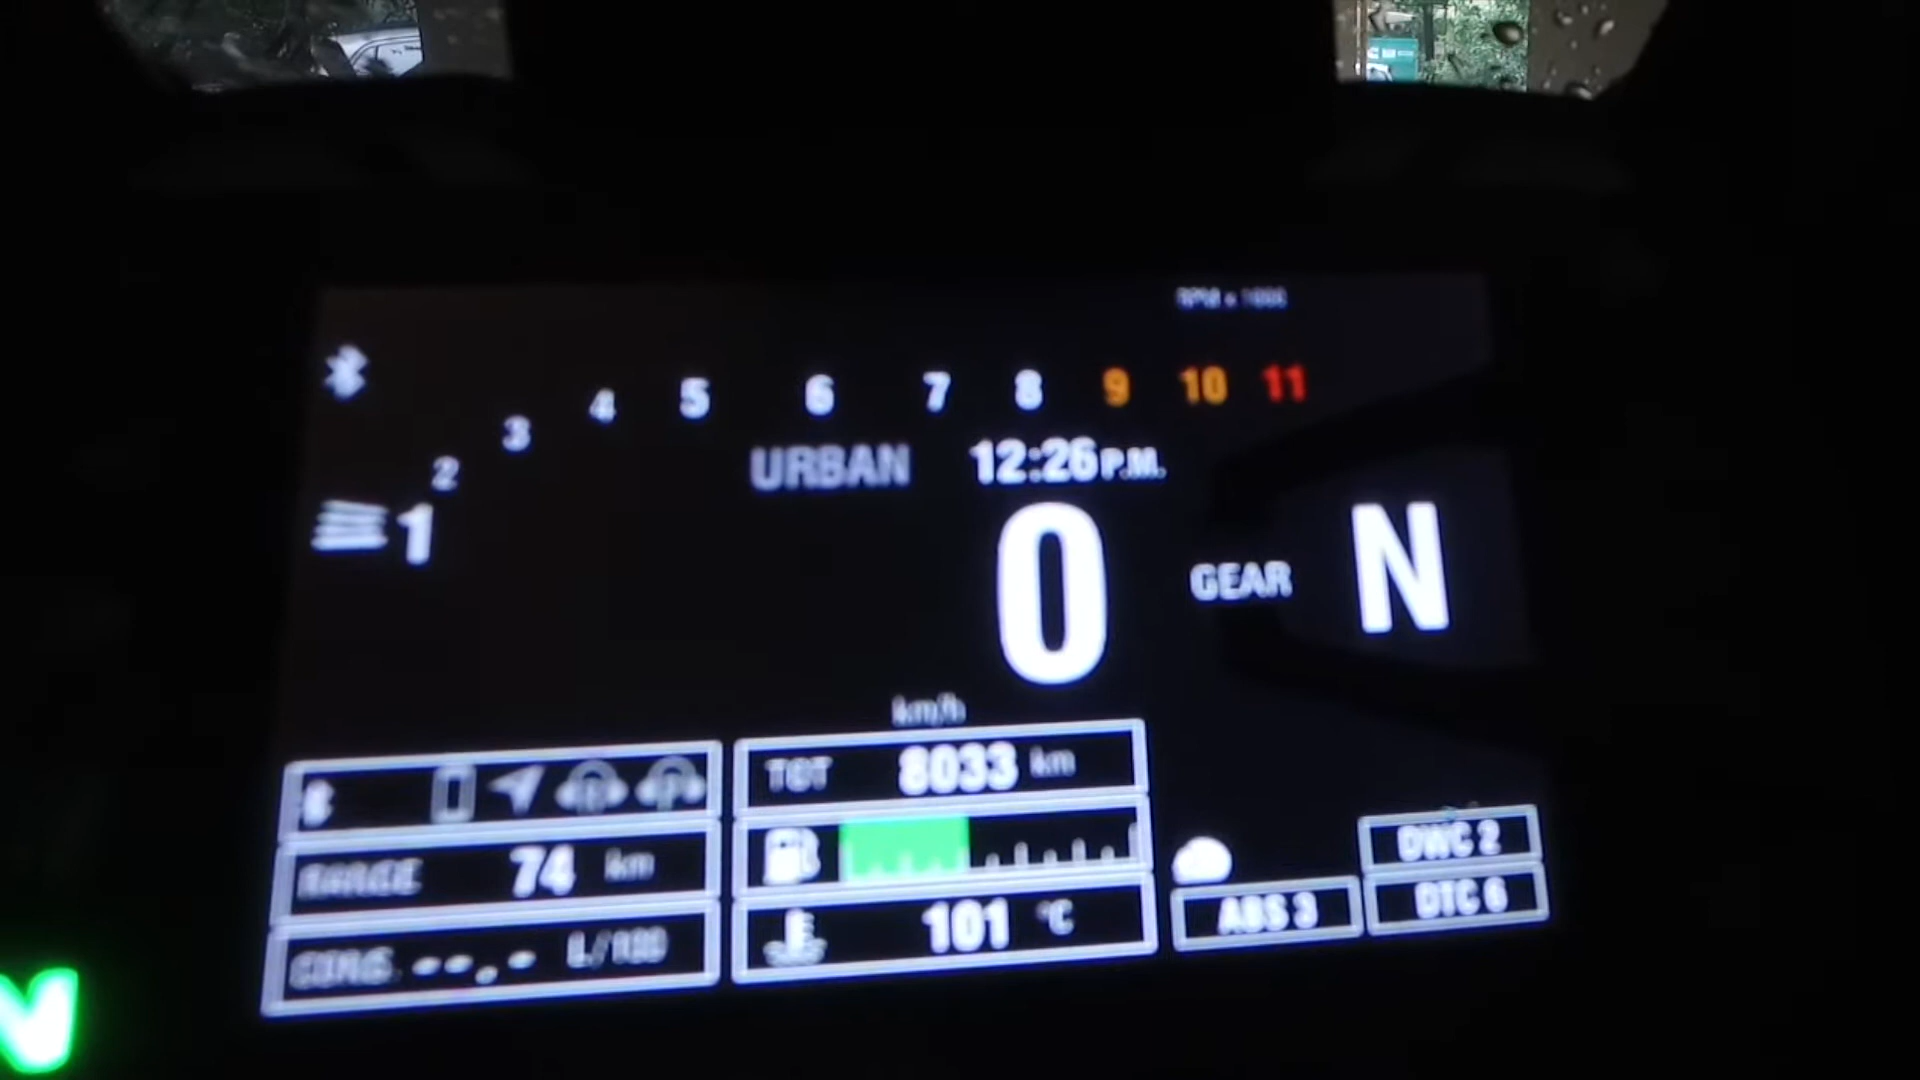 RPM x 1000
1 2 3 4 5 6 7 8 9 10 11
URBAN 12:26 P.M.
0
km/h
GEAR N
TOT 8033 km
RANGE 74 km
CONS. --.- L/100
101 °C
DWC 2
ABS 3
DTC 6
N